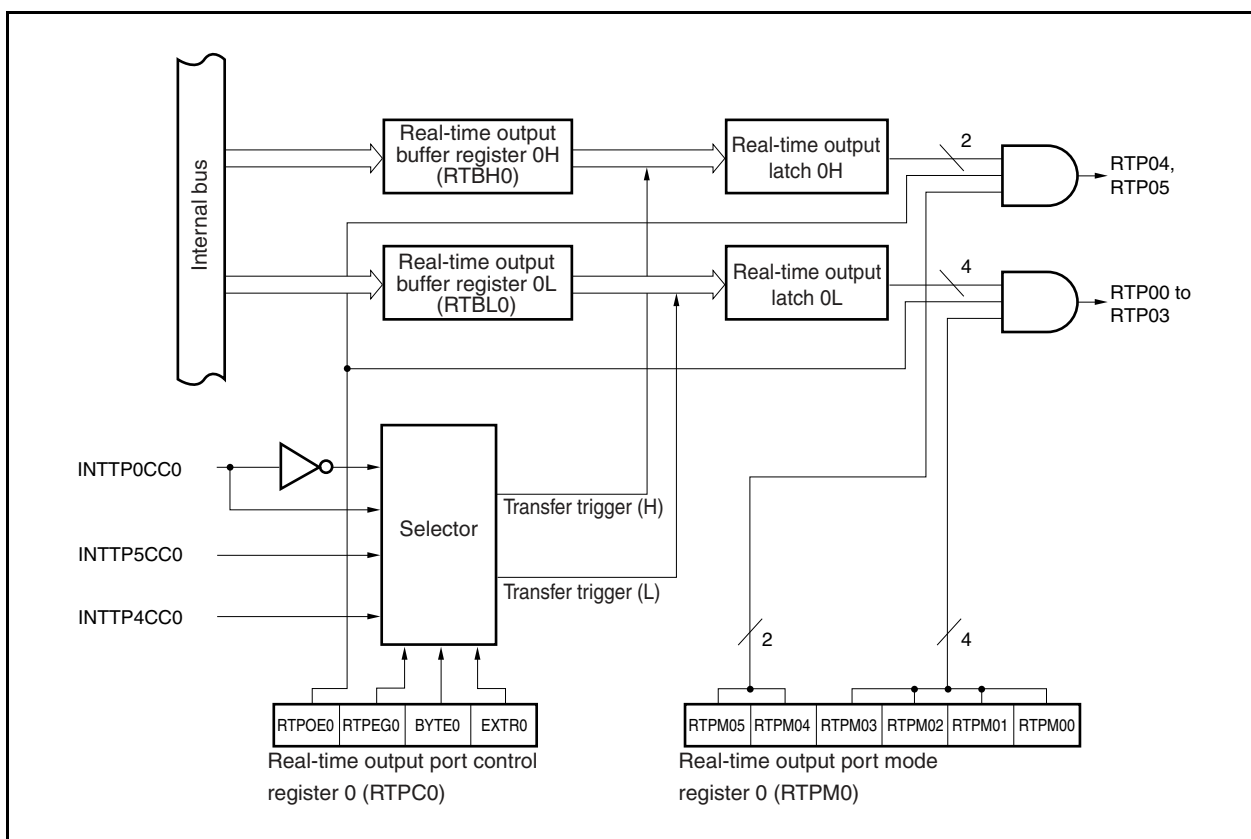 Internal bus
Real-time output
buffer register 0H
(RTBH0)
Real-time output
latch 0H
2
RTP04,
RTP05
Real-time output
buffer register 0L
(RTBL0)
Real-time output
latch 0L
4
RTP00 to
RTP03
INTTP0CC0
INTTP5CC0
INTTP4CC0
Selector
Transfer trigger (H)
Transfer trigger (L)
2
4
RTPOE0 RTPEG0 BYTE0 EXTR0
Real-time output port control
register 0 (RTPC0)
RTPM05 RTPM04 RTPM03 RTPM02 RTPM01 RTPM00
Real-time output port mode
register 0 (RTPM0)